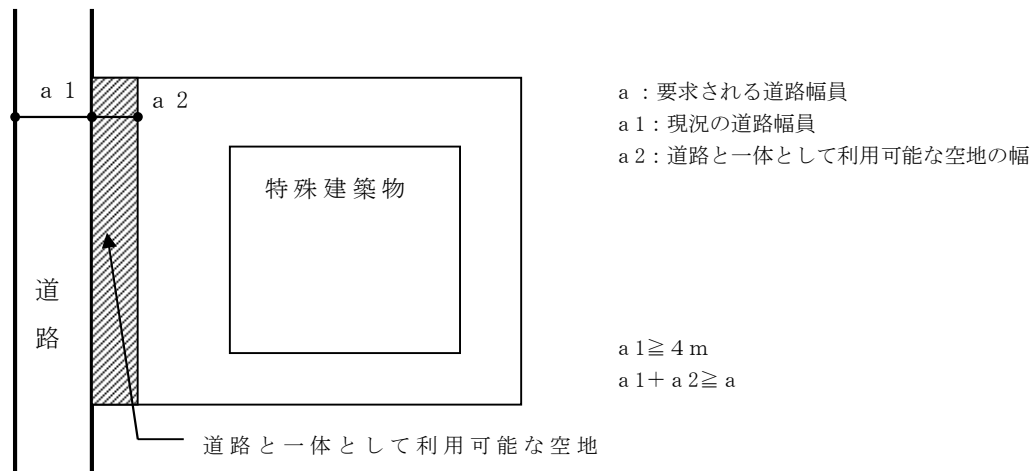 a 1
a 2
特殊建築物
道
路
道路と一体として利用可能な空地
a ：要求される道路幅員
a 1：現況の道路幅員
a 2：道路と一体として利用可能な空地の幅
a 1≧４ｍ
a 1＋ a 2≧ a